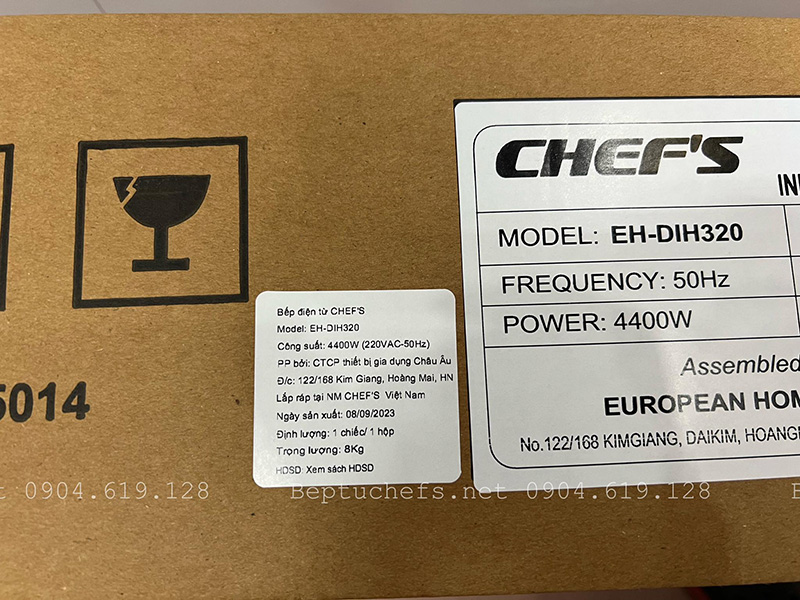 CHEF'S
MODEL: EH-DIH320
FREQUENCY: 50Hz
POWER: 4400W
Assembled
EUROPEAN HOM
No.122/168 KIMGIANG, DAIKIM, HOANG
Bếp điện từ CHEF'S
Model: EH-DIH320
Công suất: 4400W (220VAC-50Hz)
PP bởi: CTCP thiết bị gia dụng Châu Âu
Đ/c: 122/168 Kim Giang, Hoàng Mai, HN
Lắp ráp tại NM CHEF'S Việt Nam
Ngày sản xuất: 08/09/2023
Định lượng: 1 chiếc/ 1 hộp
Trọng lượng: 8Kg
HDSD: Xem sách HDSD
5014
t 0904.619.128
Beptuchefs.net 0904.619.128